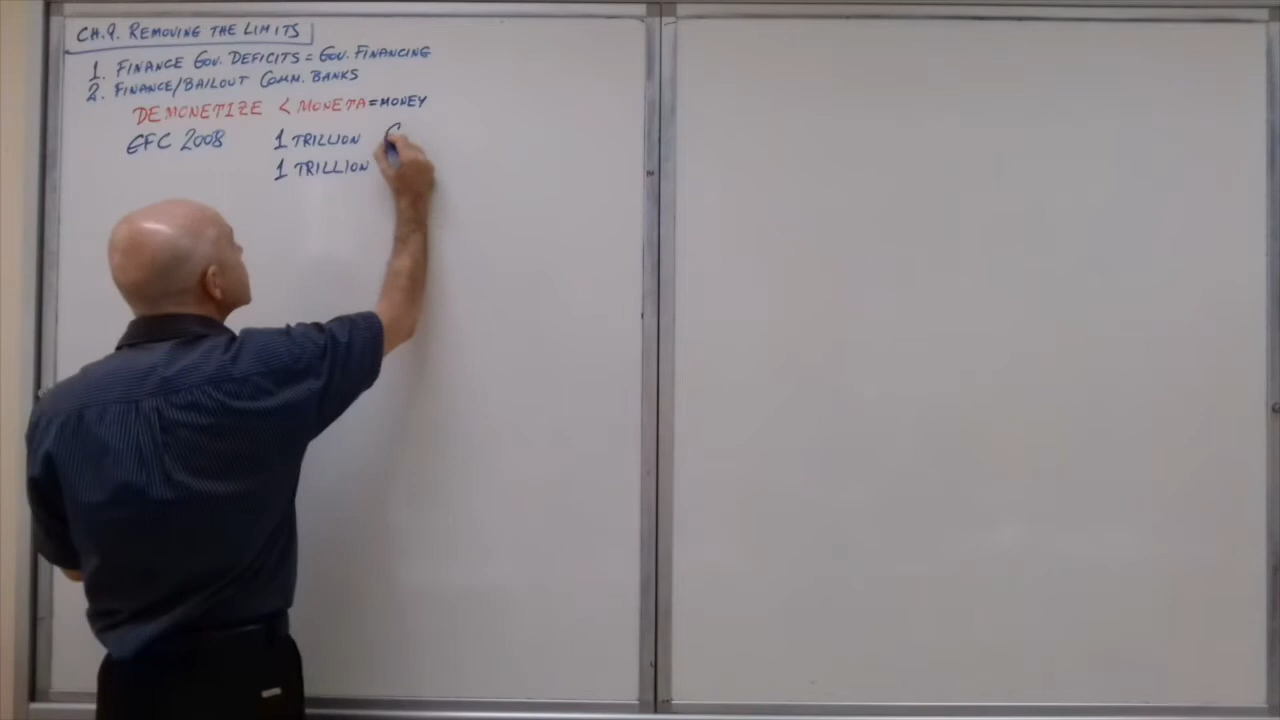 CH.9. REMOVING THE LIMITS
1. FINANCE GOV. DEFICITS = GOV. FINANCING
2. FINANCE/BAILOUT COMM. BANKS
DEMONETIZE < MONETA = MONEY
GFC 2008 1 TRILLION
1 TRILLION